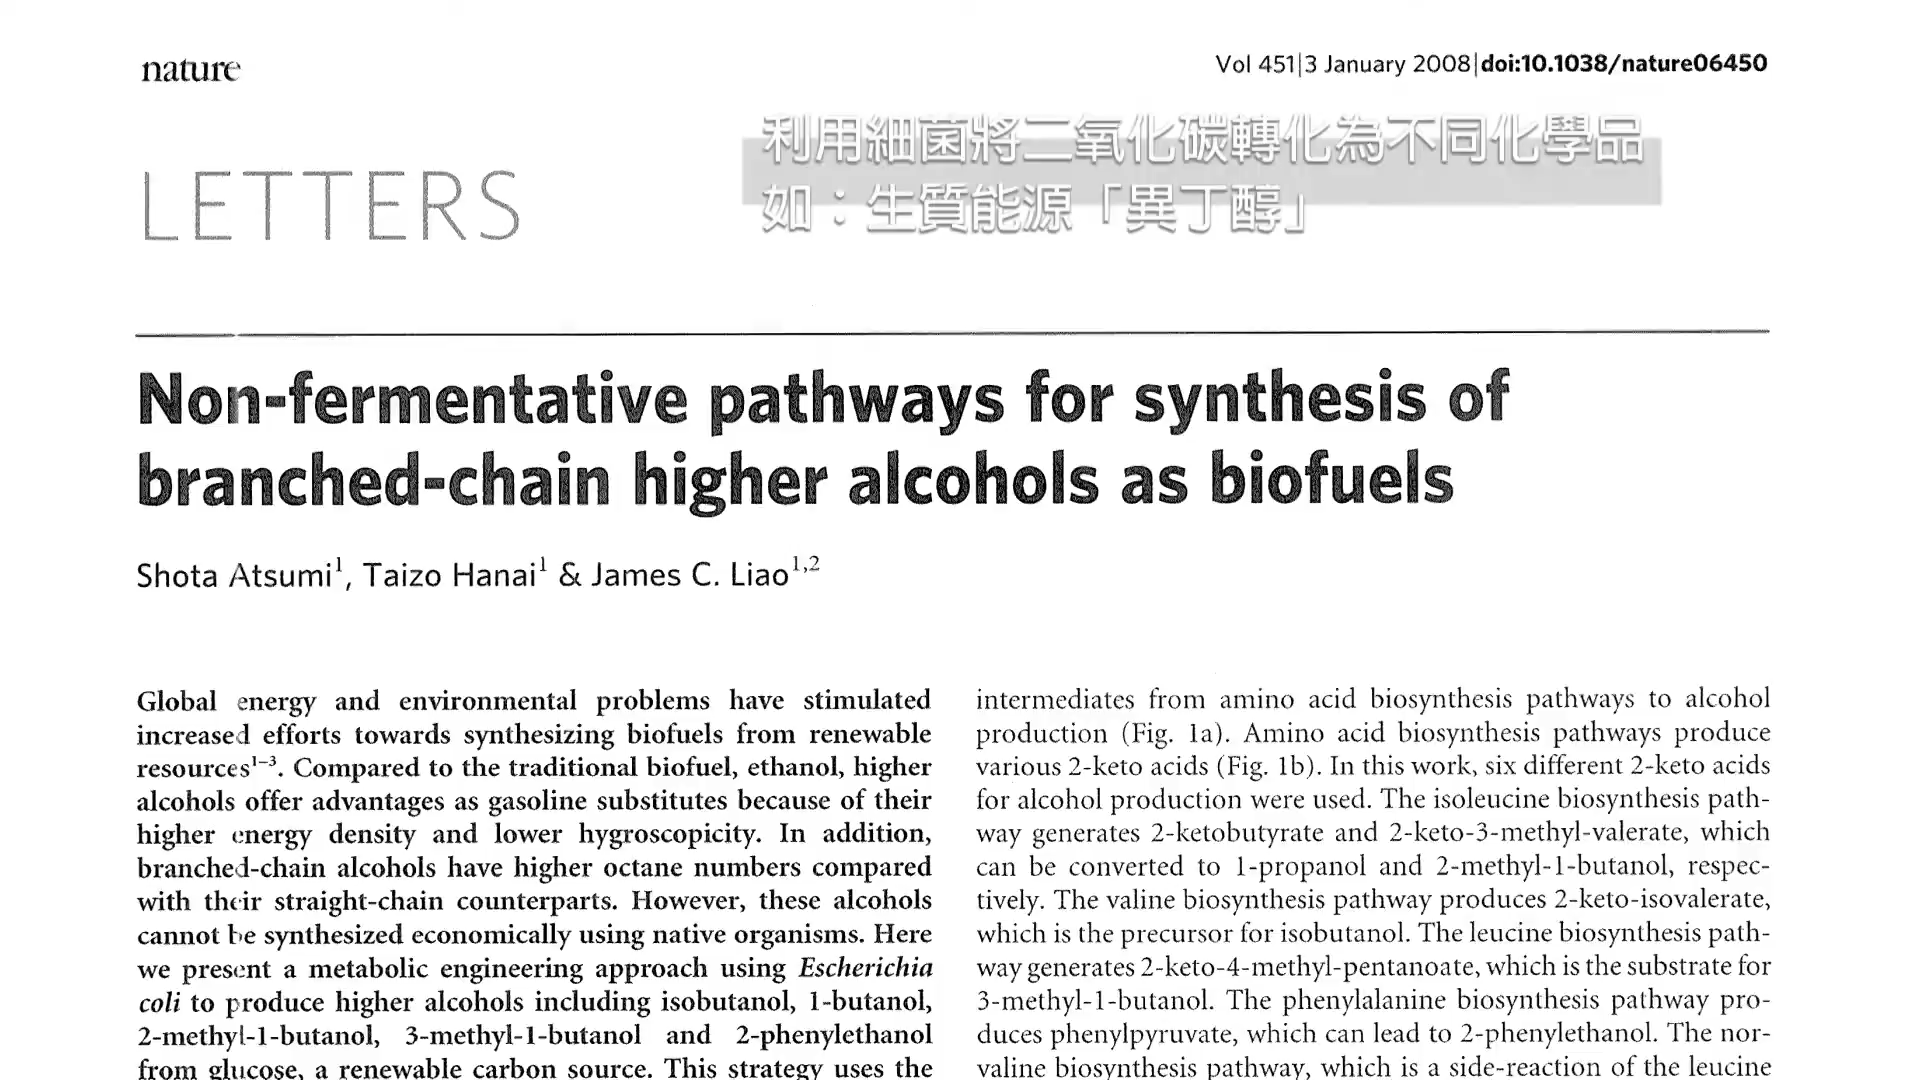 nature
Vol 451|3 January 2008|doi:10.1038/nature06450
利用細菌將二氧化碳轉化為不同化學品
如：生質能源「異丁醇」
LETTERS
Non-fermentative pathways for synthesis of
branched-chain higher alcohols as biofuels
Shota Atsumi¹, Taizo Hanai¹ & James C. Liao¹,²
Global energy and environmental problems have stimulated
increased efforts towards synthesizing biofuels from renewable
resources¹⁻³. Compared to the traditional biofuel, ethanol, higher
alcohols offer advantages as gasoline substitutes because of their
higher energy density and lower hygroscopicity. In addition,
branched-chain alcohols have higher octane numbers compared
with their straight-chain counterparts. However, these alcohols
cannot be synthesized economically using native organisms. Here
we present a metabolic engineering approach using Escherichia
coli to produce higher alcohols including isobutanol, 1-butanol,
2-methyl-1-butanol, 3-methyl-1-butanol and 2-phenylethanol
from glucose, a renewable carbon source. This strategy uses the
intermediates from amino acid biosynthesis pathways to alcohol
production (Fig. 1a). Amino acid biosynthesis pathways produce
various 2-keto acids (Fig. 1b). In this work, six different 2-keto acids
for alcohol production were used. The isoleucine biosynthesis path-
way generates 2-ketobutyrate and 2-keto-3-methyl-valerate, which
can be converted to 1-propanol and 2-methyl-1-butanol, respec-
tively. The valine biosynthesis pathway produces 2-keto-isovalerate,
which is the precursor for isobutanol. The leucine biosynthesis path-
way generates 2-keto-4-methyl-pentanoate, which is the substrate for
3-methyl-1-butanol. The phenylalanine biosynthesis pathway pro-
duces phenylpyruvate, which can lead to 2-phenylethanol. The nor-
valine biosynthesis pathway, which is a side-reaction of the leucine